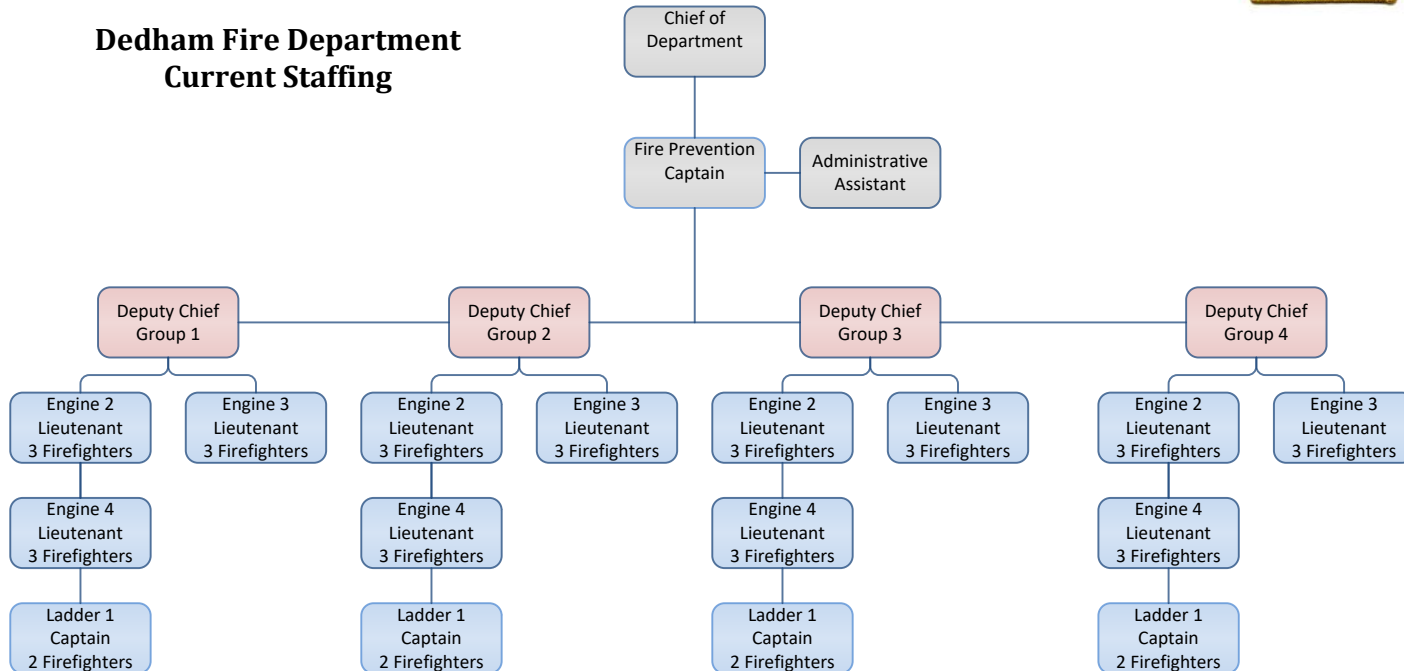 Dedham Fire Department
Current Staffing
Chief of
Department
Fire Prevention
Captain
Administrative
Assistant
Deputy Chief
Group 1
Deputy Chief
Group 2
Deputy Chief
Group 3
Deputy Chief
Group 4
Engine 2
Lieutenant
3 Firefighters
Engine 3
Lieutenant
3 Firefighters
Engine 2
Lieutenant
3 Firefighters
Engine 3
Lieutenant
3 Firefighters
Engine 2
Lieutenant
3 Firefighters
Engine 3
Lieutenant
3 Firefighters
Engine 2
Lieutenant
3 Firefighters
Engine 3
Lieutenant
3 Firefighters
Engine 4
Lieutenant
3 Firefighters
Engine 4
Lieutenant
3 Firefighters
Engine 4
Lieutenant
3 Firefighters
Engine 4
Lieutenant
3 Firefighters
Ladder 1
Captain
2 Firefighters
Ladder 1
Captain
2 Firefighters
Ladder 1
Captain
2 Firefighters
Ladder 1
Captain
2 Firefighters